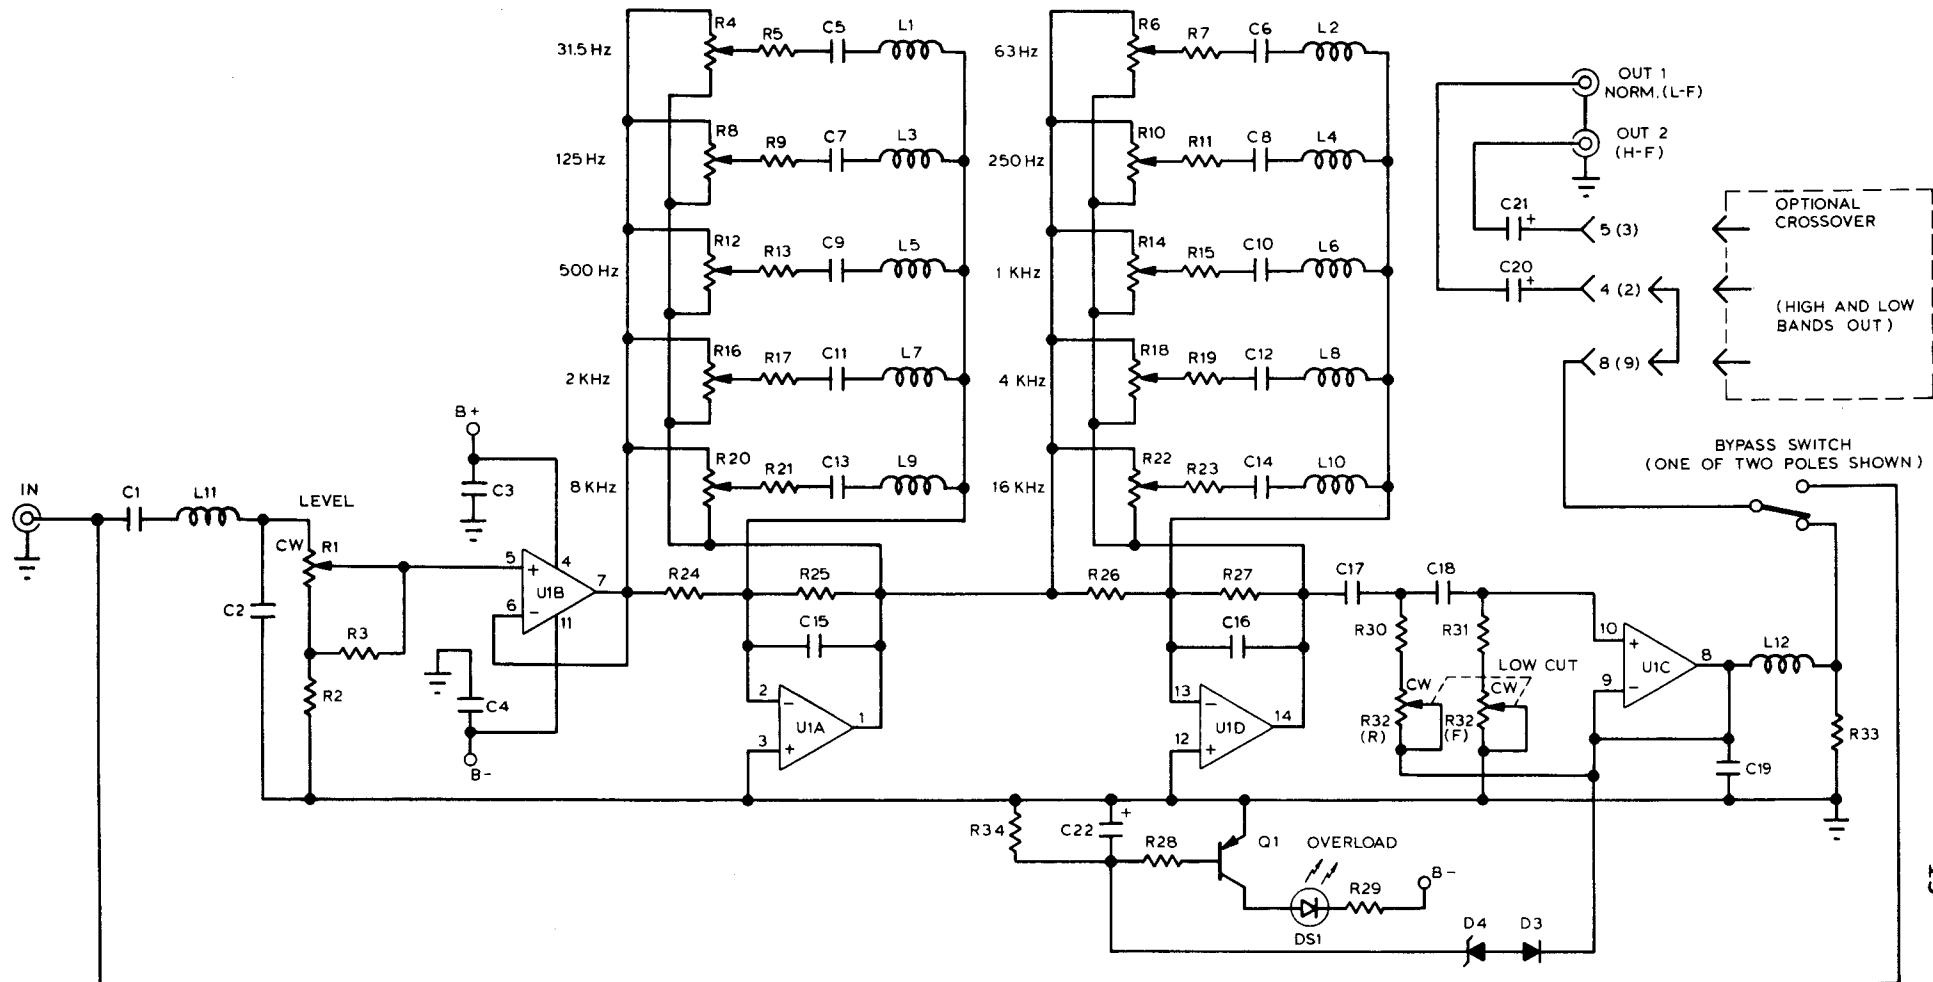 R4
R5
C5
L1
31.5 Hz
R6
R7
C6
L2
63 Hz
OUT 1
NORM. (L-F)
OUT 2
(H-F)
R8
R9
C7
L3
125 Hz
R10
R11
C8
L4
250 Hz
C21
+
5 (3)
OPTIONAL
CROSSOVER
R12
R13
C9
L5
500 Hz
R14
R15
C10
L6
1 KHz
C20
+
4 (2)
(HIGH AND LOW
BANDS OUT)
R16
R17
C11
L7
2 KHz
R18
R19
C12
L8
4 KHz
8 (9)
B+
R20
R21
C13
L9
8 KHz
R22
R23
C14
L10
16 KHz
BYPASS SWITCH
(ONE OF TWO POLES SHOWN)
IN
C1
L11
LEVEL
C3
CW
R1
5
+
4
U1B
7
6
−
11
R24
R25
R26
R27
C17
C18
C2
R3
R2
C4
B-
C15
2
−
U1A
1
3
+
C16
13
−
U1D
14
12
+
R30
R31
LOW CUT
CW
CW
R32
(R)
R32
(F)
10
+
U1C
8
9
−
L12
R33
C19
R34
C22
+
R28
Q1
OVERLOAD
B-
R29
DS1
D4
D3